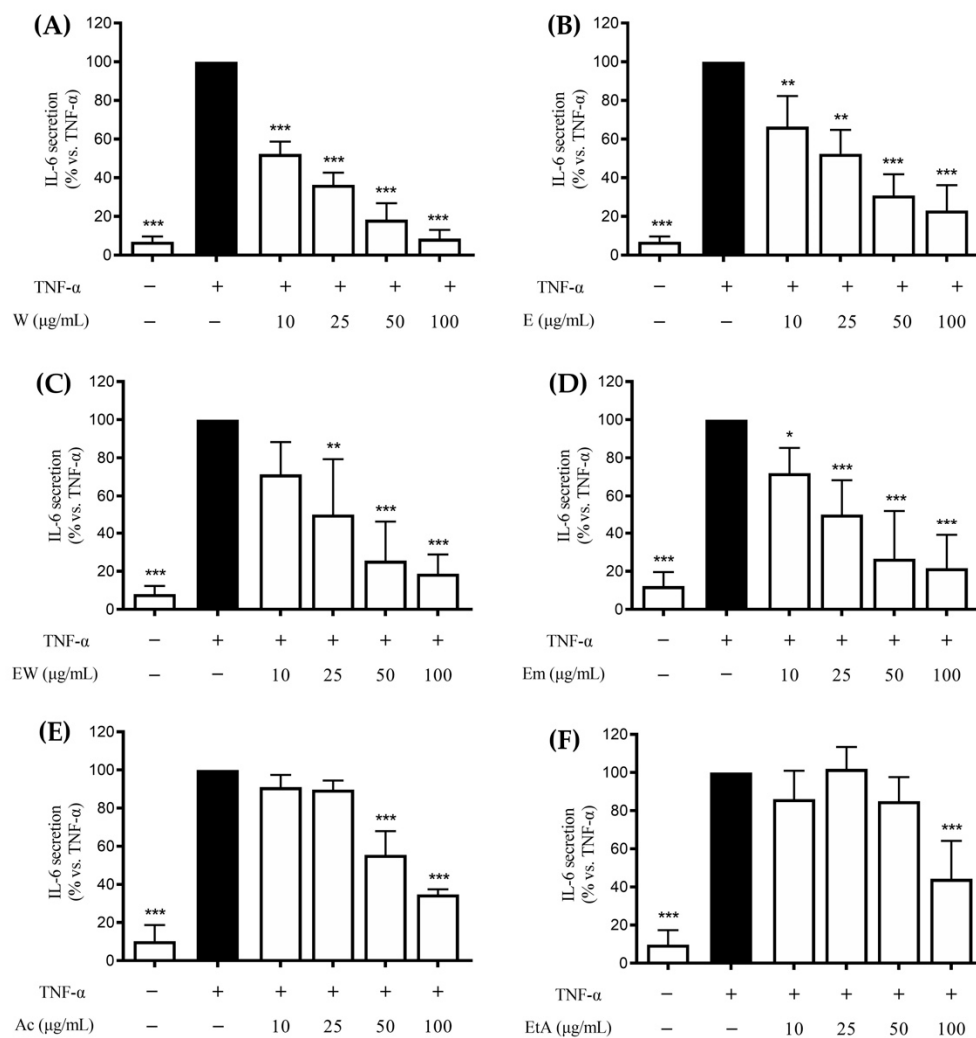 (A)
IL-6 secretion
(% vs. TNF-α)
120
100
80
60
40
20
0
***
***
***
***
***
TNF-α − + + + + +
W (µg/mL) − − 10 25 50 100
(B)
IL-6 secretion
(% vs. TNF-α)
120
100
80
60
40
20
0
***
**
**
***
***
TNF-α − + + + + +
E (µg/mL) − − 10 25 50 100
(C)
IL-6 secretion
(% vs. TNF-α)
120
100
80
60
40
20
0
***
**
***
***
TNF-α − + + + + +
EW (µg/mL) − − 10 25 50 100
(D)
IL-6 secretion
(% vs. TNF-α)
120
100
80
60
40
20
0
***
*
***
***
***
TNF-α − + + + + +
Em (µg/mL) − − 10 25 50 100
(E)
IL-6 secretion
(% vs. TNF-α)
120
100
80
60
40
20
0
***
***
***
TNF-α − + + + + +
Ac (µg/mL) − − 10 25 50 100
(F)
IL-6 secretion
(% vs. TNF-α)
120
100
80
60
40
20
0
***
***
TNF-α − + + + + +
EtA (µg/mL) − − 10 25 50 100